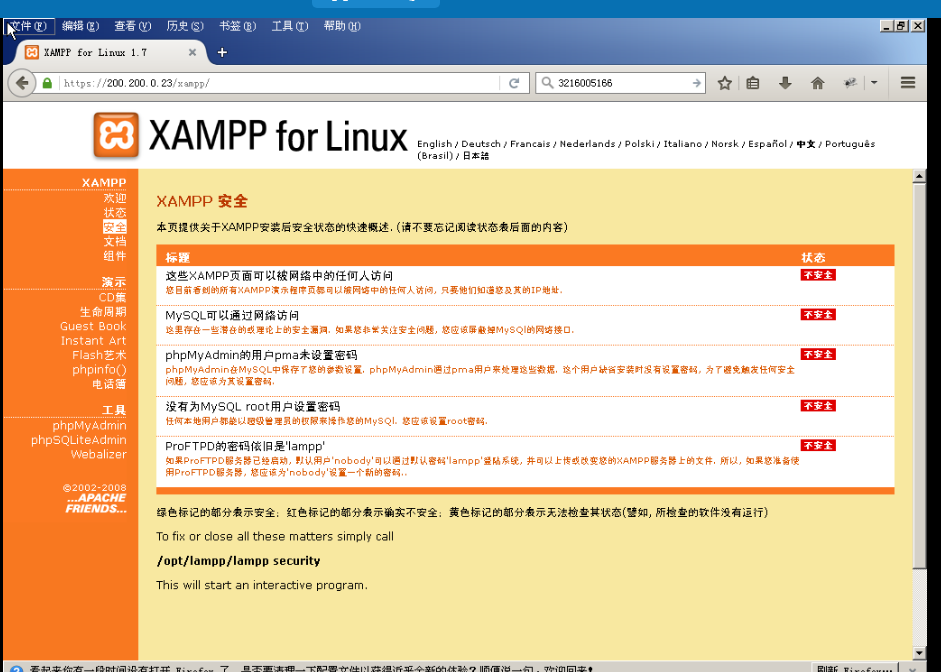 文件(F) 编辑(E) 查看(V) 历史(S) 书签(B) 工具(T) 帮助(H)
XAMPP for Linux 1.7
https://200.200.0.23/xampp/
3216005166
XAMPP for Linux
English / Deutsch / Francais / Nederlands / Polski / Italiano / Norsk / Español / 中文 / Português
(Brasil) / 日本語
XAMPP
欢迎
状态
安全
文档
组件
演示
CD集
生命周期
Guest Book
Instant Art
Flash艺术
phpinfo()
电话簿
工具
phpMyAdmin
phpSQLiteAdmin
Webalizer
©2002-2008
...APACHE
FRIENDS...
XAMPP 安全
本页提供关于XAMPP安装后安全状态的快速概述. (请不要忘记阅读状态表后面的内容)
标题 状态
这些XAMPP页面可以被网络中的任何人访问 不安全
您目前看到的所有XAMPP演示程序页都可以被网络中的任何人访问, 只要他们知道您及其的IP地址.
MySQL可以通过网络访问 不安全
这里存在一些潜在的或理论上的安全漏洞. 如果您非常关注安全问题, 您应该屏蔽掉MySQl的网络接口.
phpMyAdmin的用户pma未设置密码 不安全
phpMyAdmin在MySQL中保存了您的参数设置. phpMyAdmin通过pma用户来处理这些数据. 这个用户缺省安装时没有设置密码, 为了避免触发任何安全
问题, 您应该为其设置密码.
没有为MySQL root用户设置密码 不安全
任何本地用户都能以超级管理员的权限来操作您的MySQl. 您应该设置root密码.
ProFTPD的密码依旧是'lampp' 不安全
如果ProFTPD服务器已经启动, 默认用户'nobody'可以通过默认密码'lampp'登陆系统, 并可以上传或改变您的XAMPP服务器上的文件. 所以, 如果您准备使
用ProFTPD服务器, 您应该为'nobody'设置一个新的密码..
绿色标记的部分表示安全; 红色标记的部分表示确实不安全; 黄色标记的部分表示无法检查其状态(譬如, 所检查的软件没有运行)
To fix or close all these matters simply call
/opt/lampp/lampp security
This will start an interactive program.
看起来您有一段时间没有打开 Firefox 了, 是否要清理一下配置文件以获得近乎全新的体验? 顺便说一句, 欢迎回来!
刷新 Firefox...